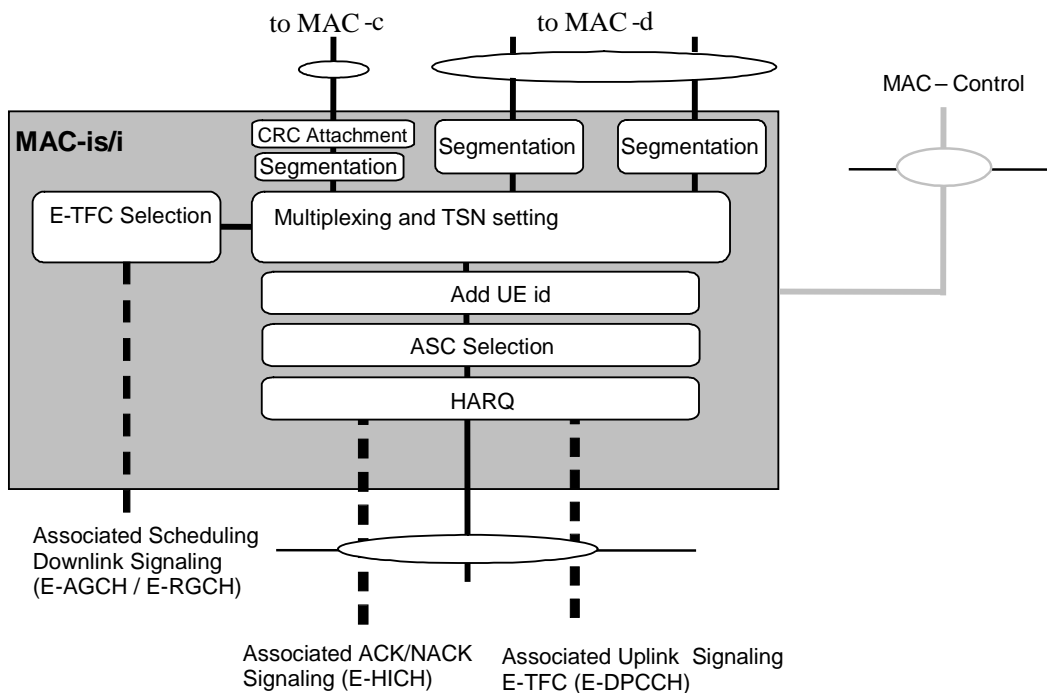 to MAC -c
to MAC -d
MAC – Control
MAC-is/i
CRC Attachment
Segmentation
Segmentation
Segmentation
E-TFC Selection
Multiplexing and TSN setting
Add UE id
ASC Selection
HARQ
Associated Scheduling
Downlink Signaling
(E-AGCH / E-RGCH)
Associated ACK/NACK
Signaling (E-HICH)
Associated Uplink Signaling
E-TFC (E-DPCCH)